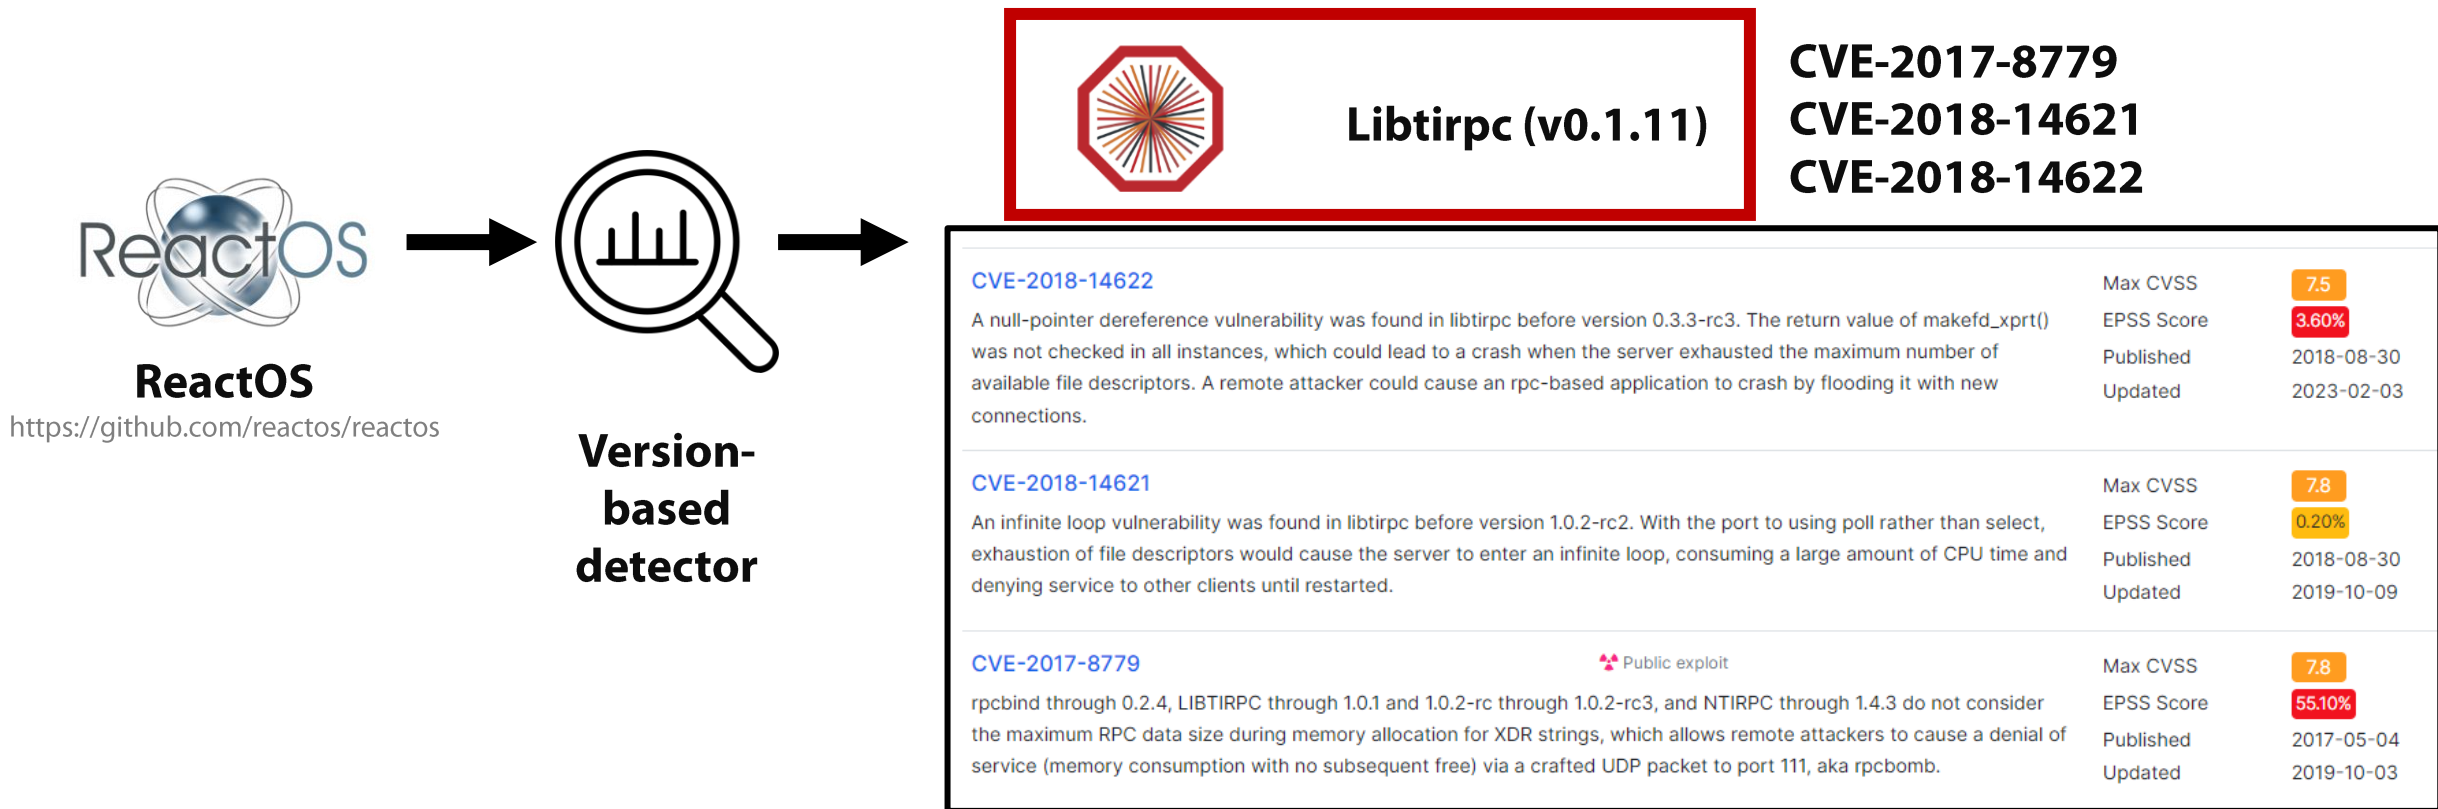 ReactOS
ReactOS
https://github.com/reactos/reactos
Version-
based
detector
Libtirpc (v0.1.11)
CVE-2017-8779
CVE-2018-14621
CVE-2018-14622
CVE-2018-14622
A null-pointer dereference vulnerability was found in libtirpc before version 0.3.3-rc3. The return value of makefd_xprt()
was not checked in all instances, which could lead to a crash when the server exhausted the maximum number of
available file descriptors. A remote attacker could cause an rpc-based application to crash by flooding it with new
connections.
Max CVSS 7.5
EPSS Score 3.60%
Published 2018-08-30
Updated 2023-02-03
CVE-2018-14621
An infinite loop vulnerability was found in libtirpc before version 1.0.2-rc2. With the port to using poll rather than select,
exhaustion of file descriptors would cause the server to enter an infinite loop, consuming a large amount of CPU time and
denying service to other clients until restarted.
Max CVSS 7.8
EPSS Score 0.20%
Published 2018-08-30
Updated 2019-10-09
CVE-2017-8779 Public exploit
rpcbind through 0.2.4, LIBTIRPC through 1.0.1 and 1.0.2-rc through 1.0.2-rc3, and NTIRPC through 1.4.3 do not consider
the maximum RPC data size during memory allocation for XDR strings, which allows remote attackers to cause a denial of
service (memory consumption with no subsequent free) via a crafted UDP packet to port 111, aka rpcbomb.
Max CVSS 7.8
EPSS Score 55.10%
Published 2017-05-04
Updated 2019-10-03